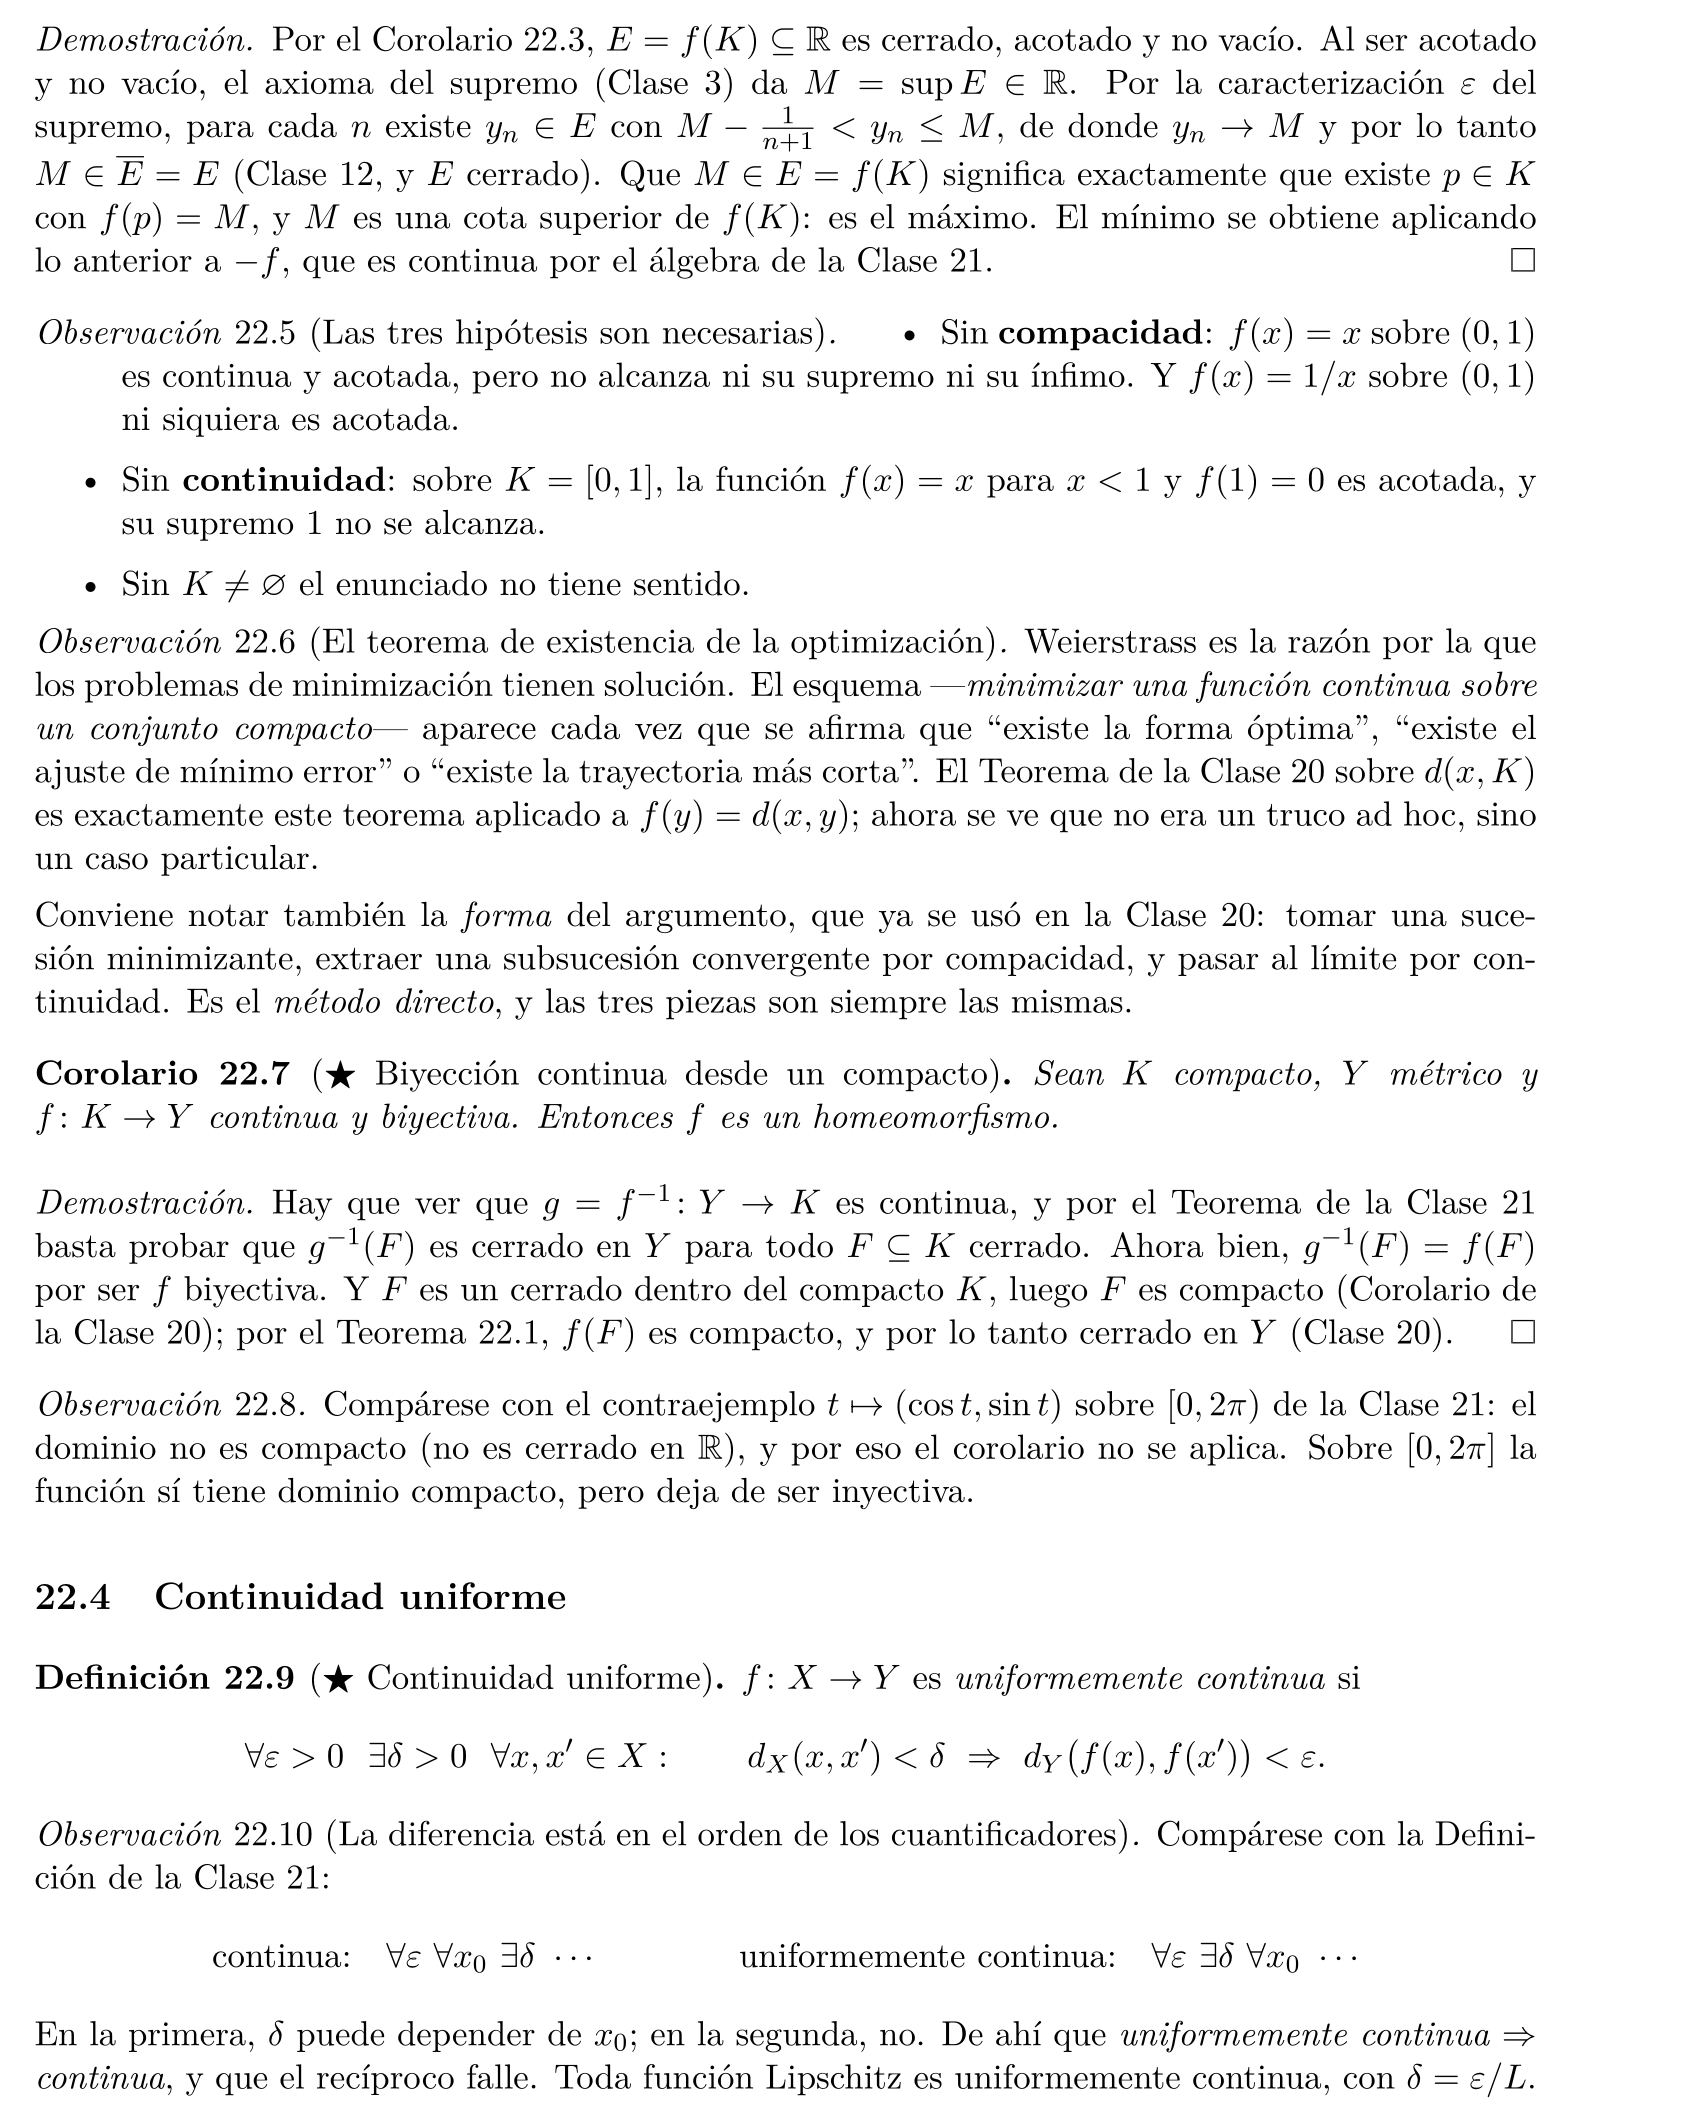 Demostración. Por el Corolario 22.3, E = f(K) ⊆ ℝ es cerrado, acotado y no vacío. Al ser acotado
y no vacío, el axioma del supremo (Clase 3) da M = sup E ∈ ℝ. Por la caracterización ε del
supremo, para cada n existe yₙ ∈ E con M − 1/(n+1) < yₙ ≤ M, de donde yₙ → M y por lo tanto
M ∈ E̅ = E (Clase 12, y E cerrado). Que M ∈ E = f(K) significa exactamente que existe p ∈ K
con f(p) = M, y M es una cota superior de f(K): es el máximo. El mínimo se obtiene aplicando
lo anterior a −f, que es continua por el álgebra de la Clase 21. □
Observación 22.5 (Las tres hipótesis son necesarias). • Sin compacidad: f(x) = x sobre (0, 1)
es continua y acotada, pero no alcanza ni su supremo ni su ínfimo. Y f(x) = 1/x sobre (0, 1)
ni siquiera es acotada.
• Sin continuidad: sobre K = [0, 1], la función f(x) = x para x < 1 y f(1) = 0 es acotada, y
su supremo 1 no se alcanza.
• Sin K ≠ ∅ el enunciado no tiene sentido.
Observación 22.6 (El teorema de existencia de la optimización). Weierstrass es la razón por la que
los problemas de minimización tienen solución. El esquema —minimizar una función continua sobre
un conjunto compacto— aparece cada vez que se afirma que “existe la forma óptima”, “existe el
ajuste de mínimo error” o “existe la trayectoria más corta”. El Teorema de la Clase 20 sobre d(x, K)
es exactamente este teorema aplicado a f(y) = d(x, y); ahora se ve que no era un truco ad hoc, sino
un caso particular.
Conviene notar también la forma del argumento, que ya se usó en la Clase 20: tomar una suce-
sión minimizante, extraer una subsucesión convergente por compacidad, y pasar al límite por con-
tinuidad. Es el método directo, y las tres piezas son siempre las mismas.
Corolario 22.7 (★ Biyección continua desde un compacto). Sean K compacto, Y métrico y
f : K → Y continua y biyectiva. Entonces f es un homeomorfismo.
Demostración. Hay que ver que g = f⁻¹ : Y → K es continua, y por el Teorema de la Clase 21
basta probar que g⁻¹(F) es cerrado en Y para todo F ⊆ K cerrado. Ahora bien, g⁻¹(F) = f(F)
por ser f biyectiva. Y F es un cerrado dentro del compacto K, luego F es compacto (Corolario de
la Clase 20); por el Teorema 22.1, f(F) es compacto, y por lo tanto cerrado en Y (Clase 20). □
Observación 22.8. Compárese con el contraejemplo t ↦ (cos t, sin t) sobre [0, 2π) de la Clase 21: el
dominio no es compacto (no es cerrado en ℝ), y por eso el corolario no se aplica. Sobre [0, 2π] la
función sí tiene dominio compacto, pero deja de ser inyectiva.
22.4 Continuidad uniforme
Definición 22.9 (★ Continuidad uniforme). f : X → Y es uniformemente continua si
∀ε > 0 ∃δ > 0 ∀x, x′ ∈ X : d_X(x, x′) < δ ⇒ d_Y(f(x), f(x′)) < ε.
Observación 22.10 (La diferencia está en el orden de los cuantificadores). Compárese con la Defini-
ción de la Clase 21:
continua: ∀ε ∀x₀ ∃δ ⋯ uniformemente continua: ∀ε ∃δ ∀x₀ ⋯
En la primera, δ puede depender de x₀; en la segunda, no. De ahí que uniformemente continua ⇒
continua, y que el recíproco falle. Toda función Lipschitz es uniformemente continua, con δ = ε/L.